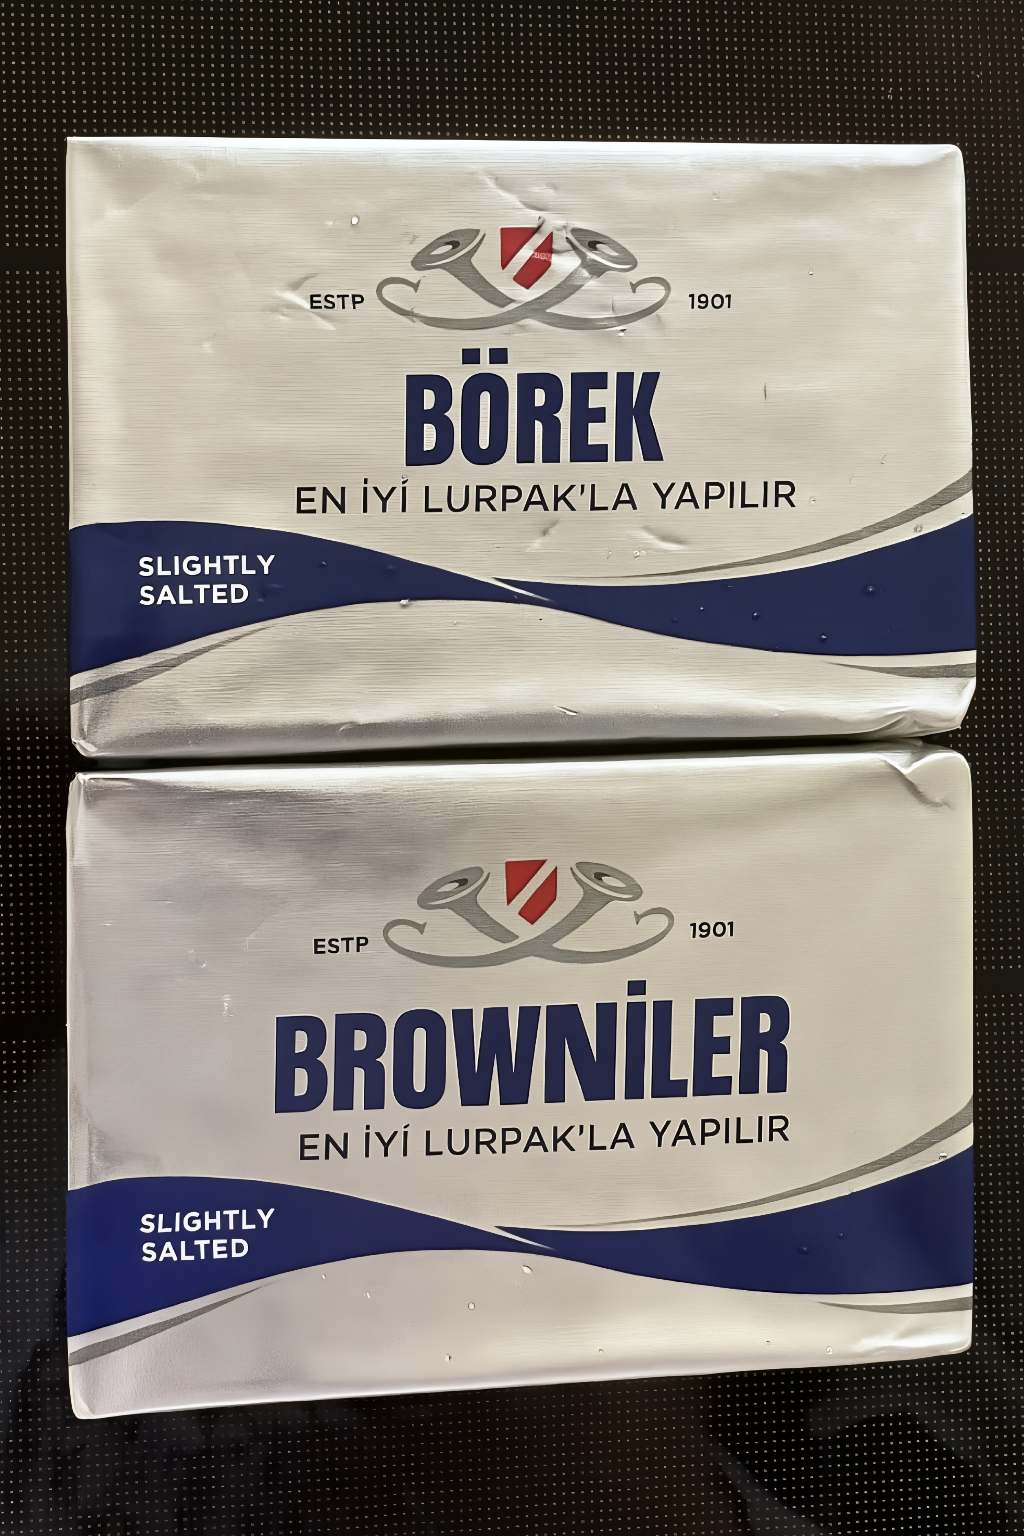 ESTP 1901
BÖREK
EN İYİ LURPAK'LA YAPILIR
SLIGHTLY
SALTED
ESTP 1901
BROWNİLER
EN İYİ LURPAK'LA YAPILIR
SLIGHTLY
SALTED